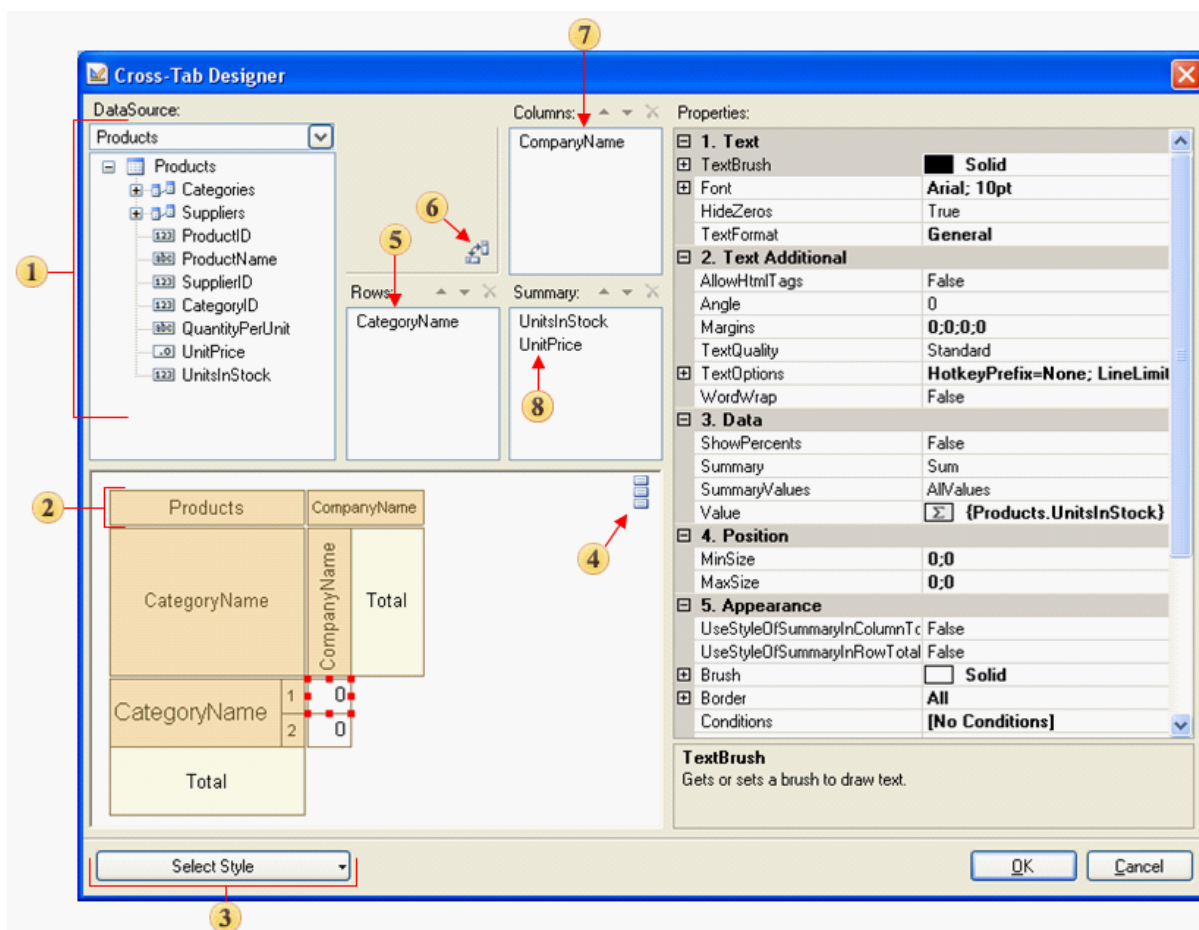 7
Cross-Tab Designer
DataSource:
Products
Products
Categories
Suppliers
ProductID
ProductName
SupplierID
CategoryID
QuantityPerUnit
UnitPrice
UnitsInStock
1
6
5
Columns:
CompanyName
Rows:
CategoryName
Summary:
UnitsInStock
UnitPrice
8
Properties:
1. Text
TextBrush Solid
Font Arial; 10pt
HideZeros True
TextFormat General
2. Text Additional
AllowHtmlTags False
Angle 0
Margins 0;0;0;0
TextQuality Standard
TextOptions HotkeyPrefix=None; LineLimit
WordWrap False
3. Data
ShowPercents False
Summary Sum
SummaryValues AllValues
Value Σ {Products.UnitsInStock}
4. Position
MinSize 0;0
MaxSize 0;0
5. Appearance
UseStyleOfSummaryInColumnTo False
UseStyleOfSummaryInRowTotal False
Brush Solid
Border All
Conditions [No Conditions]
TextBrush
Gets or sets a brush to draw text.
2
Products CompanyName
4
CategoryName CompanyName Total
CategoryName 1 0
2 0
Total
Select Style
OK Cancel
3